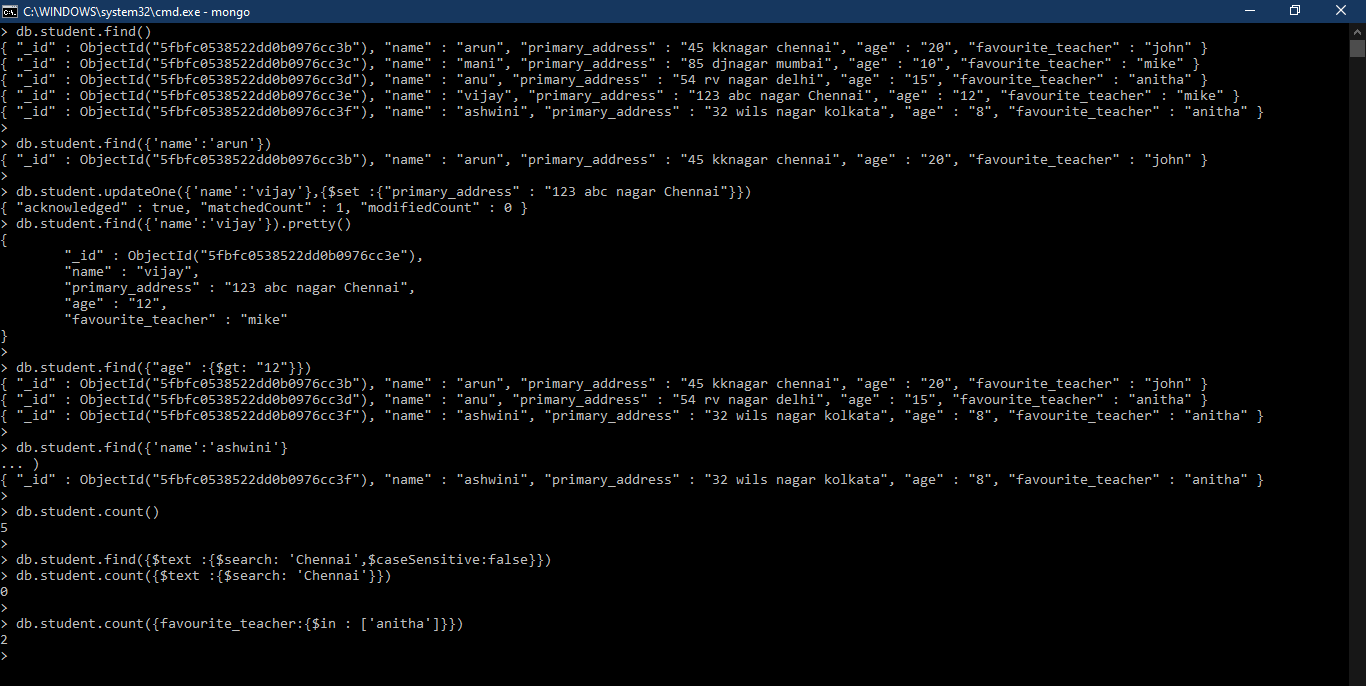 C:\WINDOWS\system32\cmd.exe - mongo
> db.student.find()
{ "_id" : ObjectId("5fbfc0538522dd0b0976cc3b"), "name" : "arun", "primary_address" : "45 kknagar chennai", "age" : "20", "favourite_teacher" : "john" }
{ "_id" : ObjectId("5fbfc0538522dd0b0976cc3c"), "name" : "mani", "primary_address" : "85 djnagar mumbai", "age" : "10", "favourite_teacher" : "mike" }
{ "_id" : ObjectId("5fbfc0538522dd0b0976cc3d"), "name" : "anu", "primary_address" : "54 rv nagar delhi", "age" : "15", "favourite_teacher" : "anitha" }
{ "_id" : ObjectId("5fbfc0538522dd0b0976cc3e"), "name" : "vijay", "primary_address" : "123 abc nagar Chennai", "age" : "12", "favourite_teacher" : "mike" }
{ "_id" : ObjectId("5fbfc0538522dd0b0976cc3f"), "name" : "ashwini", "primary_address" : "32 wils nagar kolkata", "age" : "8", "favourite_teacher" : "anitha" }
>
> db.student.find({'name':'arun'})
{ "_id" : ObjectId("5fbfc0538522dd0b0976cc3b"), "name" : "arun", "primary_address" : "45 kknagar chennai", "age" : "20", "favourite_teacher" : "john" }
>
> db.student.updateOne({'name':'vijay'},{$set :{"primary_address" : "123 abc nagar Chennai"}})
{ "acknowledged" : true, "matchedCount" : 1, "modifiedCount" : 0 }
> db.student.find({'name':'vijay'}).pretty()
{
"_id" : ObjectId("5fbfc0538522dd0b0976cc3e"),
"name" : "vijay",
"primary_address" : "123 abc nagar Chennai",
"age" : "12",
"favourite_teacher" : "mike"
}
>
> db.student.find({"age" :{$gt: "12"}})
{ "_id" : ObjectId("5fbfc0538522dd0b0976cc3b"), "name" : "arun", "primary_address" : "45 kknagar chennai", "age" : "20", "favourite_teacher" : "john" }
{ "_id" : ObjectId("5fbfc0538522dd0b0976cc3d"), "name" : "anu", "primary_address" : "54 rv nagar delhi", "age" : "15", "favourite_teacher" : "anitha" }
{ "_id" : ObjectId("5fbfc0538522dd0b0976cc3f"), "name" : "ashwini", "primary_address" : "32 wils nagar kolkata", "age" : "8", "favourite_teacher" : "anitha" }
>
> db.student.find({'name':'ashwini'}
... )
{ "_id" : ObjectId("5fbfc0538522dd0b0976cc3f"), "name" : "ashwini", "primary_address" : "32 wils nagar kolkata", "age" : "8", "favourite_teacher" : "anitha" }
>
> db.student.count()
5
>
> db.student.find({$text :{$search: 'Chennai',$caseSensitive:false}})
> db.student.count({$text :{$search: 'Chennai'}})
0
>
> db.student.count({favourite_teacher:{$in : ['anitha']}})
2
>